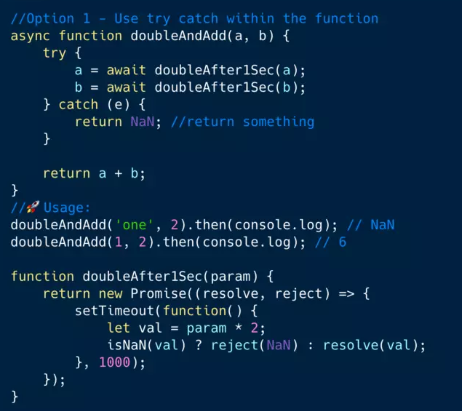 //Option 1 - Use try catch within the function
async function doubleAndAdd(a, b) {
    try {
        a = await doubleAfter1Sec(a);
        b = await doubleAfter1Sec(b);
    } catch (e) {
        return NaN; //return something
    }

    return a + b;
}
//🚀 Usage:
doubleAndAdd('one', 2).then(console.log); // NaN
doubleAndAdd(1, 2).then(console.log); // 6

function doubleAfter1Sec(param) {
    return new Promise((resolve, reject) => {
        setTimeout(function() {
            let val = param * 2;
            isNaN(val) ? reject(NaN) : resolve(val);
        }, 1000);
    });
}